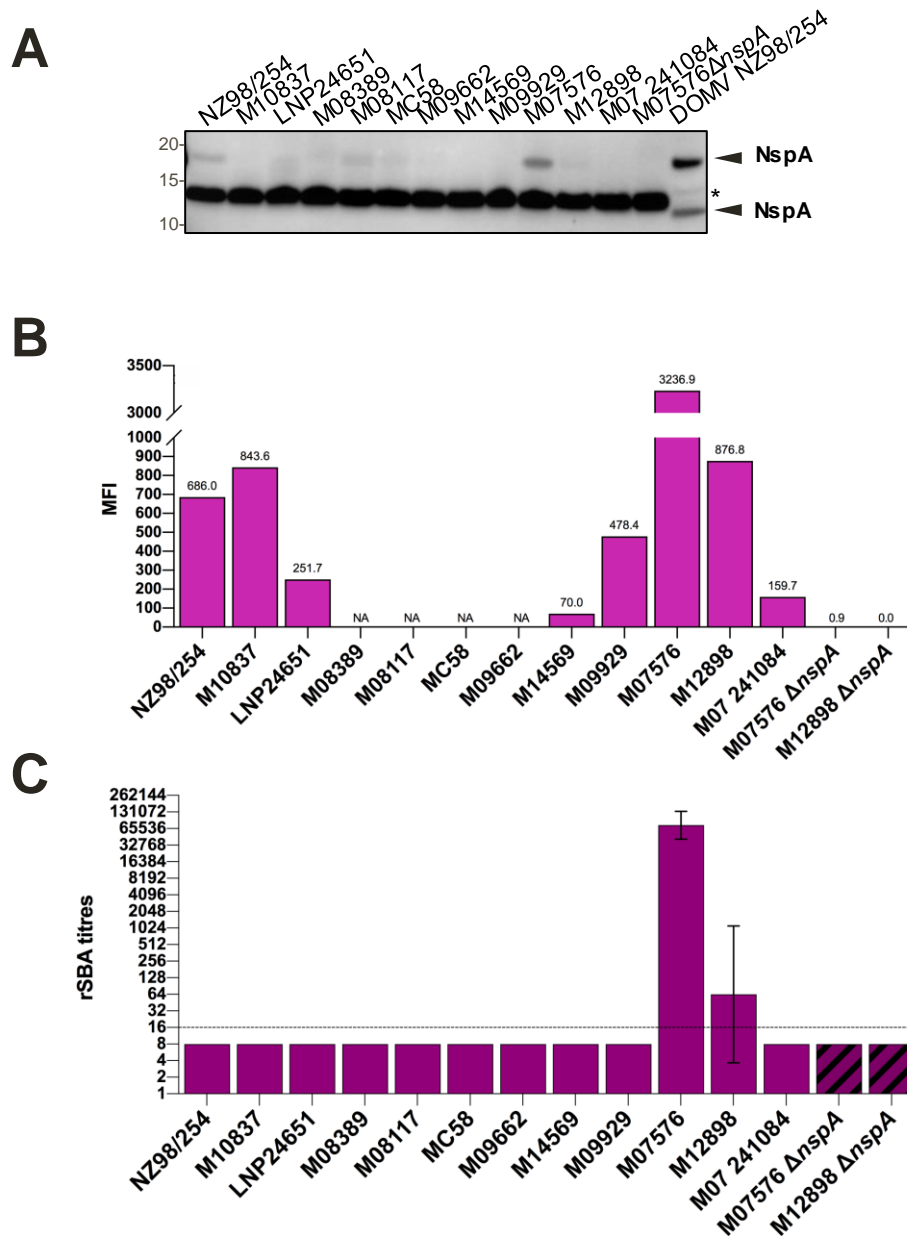 A
NZ98/254
M10837
LNP24651
M08389
M08117
MC58
M09662
M14569
M09929
M07576
M12898
M07 241084
M07576ΔnspA
DOMV NZ98/254
20
15
10
NspA
*
NspA
B
MFI
3500
3000
1000
900
800
700
600
500
400
300
200
100
0
686.0
843.6
251.7
NA
NA
NA
NA
70.0
478.4
3236.9
876.8
159.7
0.9
0.0
NZ98/254
M10837
LNP24651
M08389
M08117
MC58
M09662
M14569
M09929
M07576
M12898
M07 241084
M07576 ΔnspA
M12898 ΔnspA
C
rSBA titres
262144
131072
65536
32768
16384
8192
4096
2048
1024
512
256
128
64
32
16
8
4
2
1
NZ98/254
M10837
LNP24651
M08389
M08117
MC58
M09662
M14569
M09929
M07576
M12898
M07 241084
M07576 ΔnspA
M12898 ΔnspA